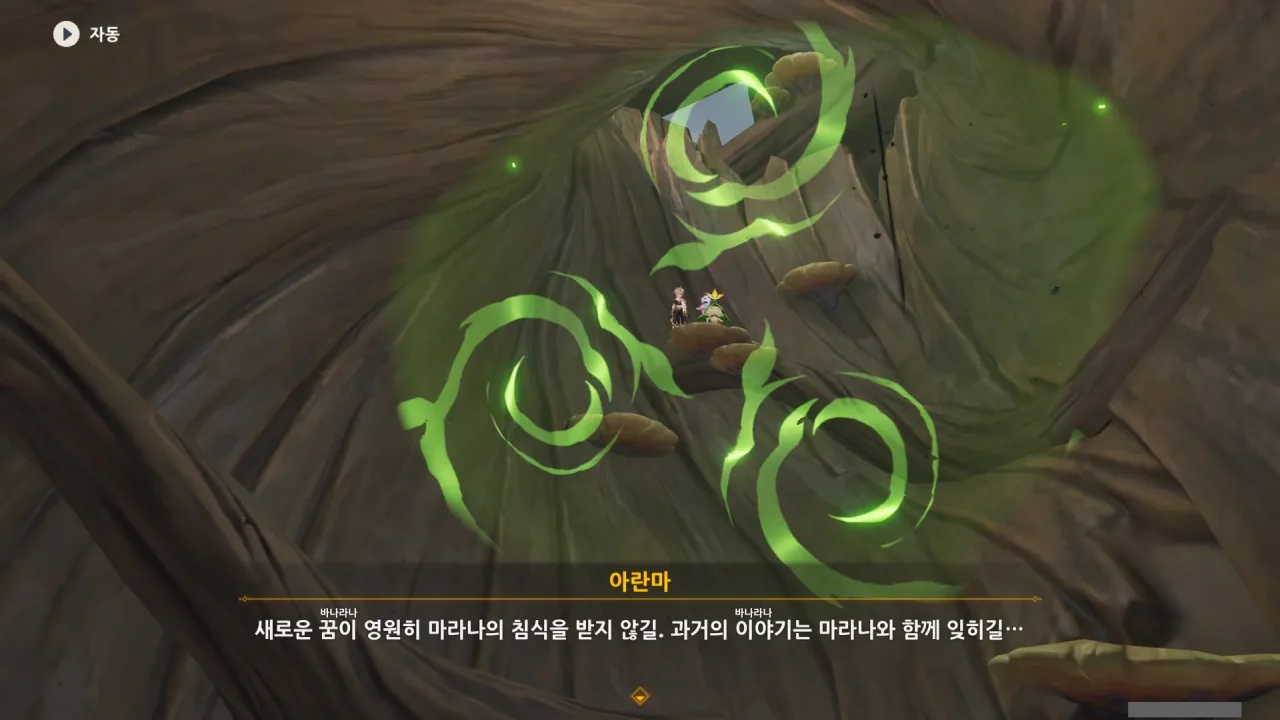 자동
아란마
바나라나 바나라나
새로운 꿈이 영원히 마라나의 침식을 받지 않길. 과거의 이야기는 마라나와 함께 잊히길…